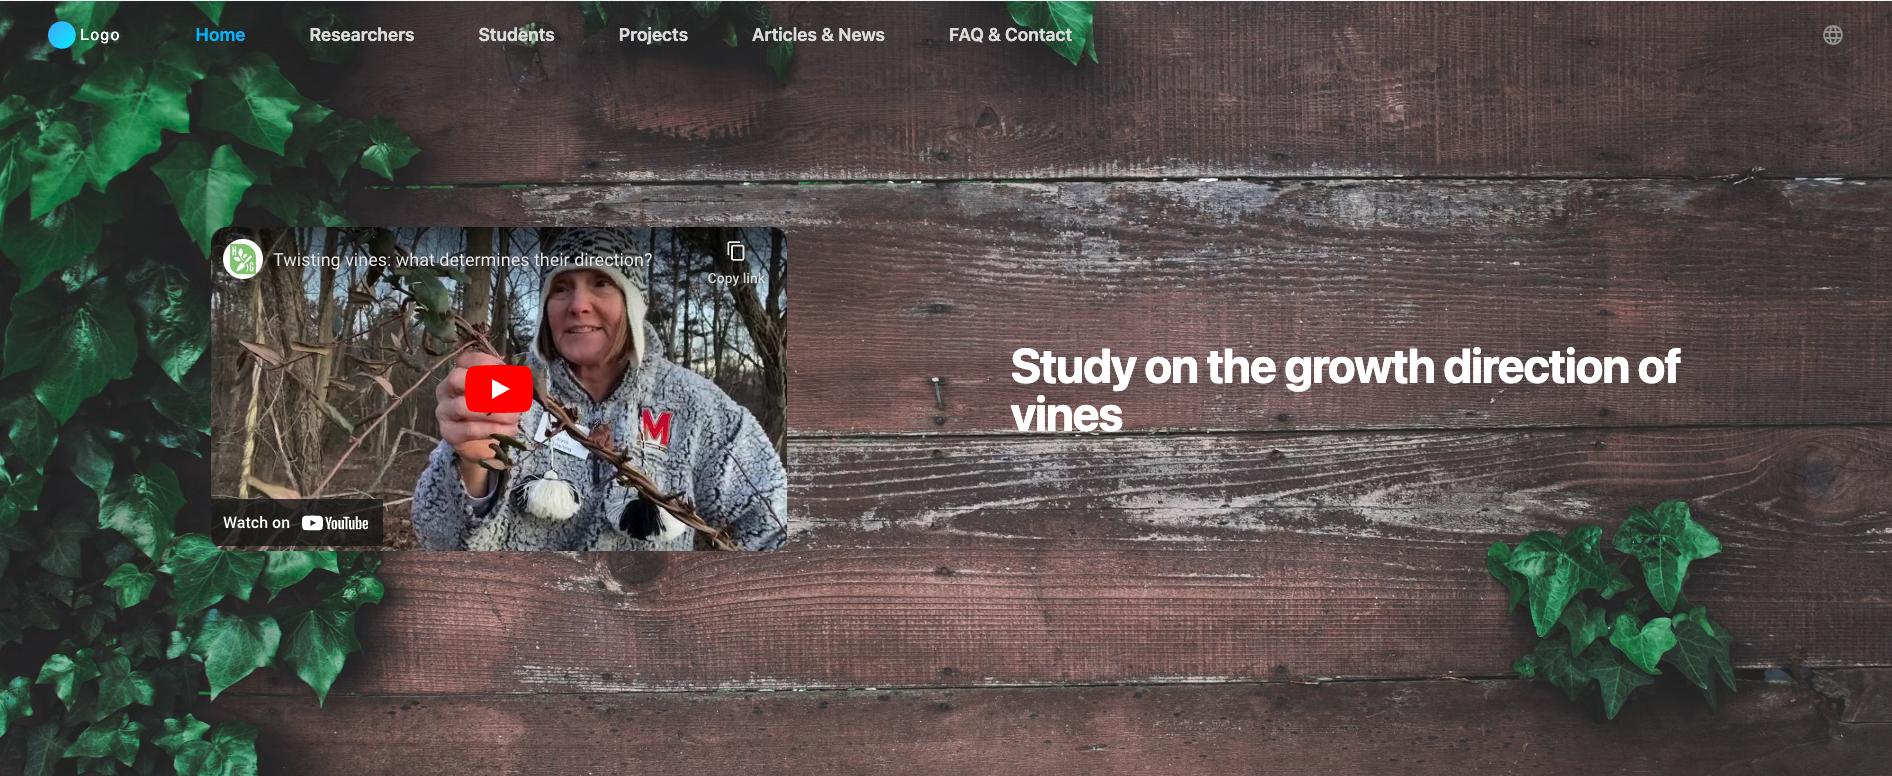 Logo
Home
Researchers
Students
Projects
Articles & News
FAQ & Contact
Twisting vines: what determines their direction?
Copy link
M
Watch on YouTube
Study on the growth direction of
vines